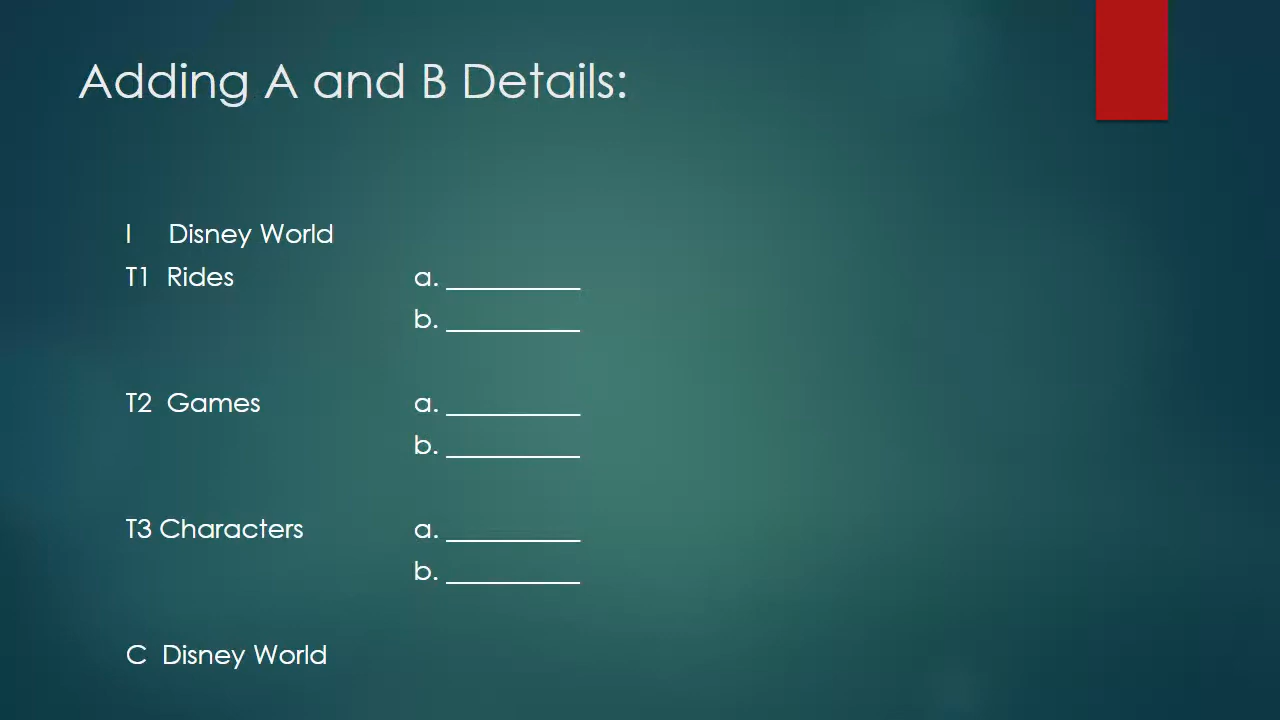 Adding A and B Details:
I Disney World
T1 Rides a. __________
b. __________
T2 Games a. __________
b. __________
T3 Characters a. __________
b. __________
C Disney World